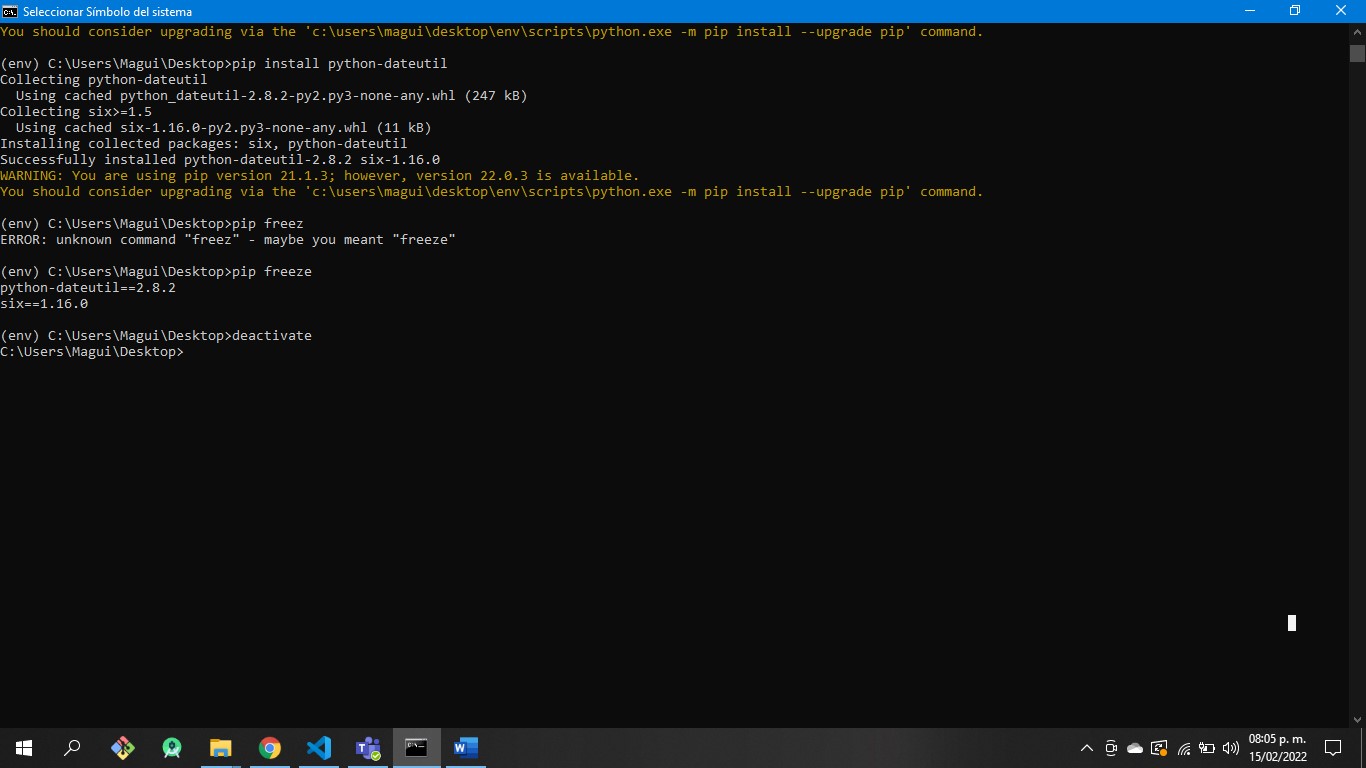 Seleccionar Símbolo del sistema
You should consider upgrading via the 'c:\users\magui\desktop\env\scripts\python.exe -m pip install --upgrade pip' command.
(env) C:\Users\Magui\Desktop>pip install python-dateutil
Collecting python-dateutil
  Using cached python_dateutil-2.8.2-py2.py3-none-any.whl (247 kB)
Collecting six>=1.5
  Using cached six-1.16.0-py2.py3-none-any.whl (11 kB)
Installing collected packages: six, python-dateutil
Successfully installed python-dateutil-2.8.2 six-1.16.0
WARNING: You are using pip version 21.1.3; however, version 22.0.3 is available.
You should consider upgrading via the 'c:\users\magui\desktop\env\scripts\python.exe -m pip install --upgrade pip' command.
(env) C:\Users\Magui\Desktop>pip freez
ERROR: unknown command "freez" - maybe you meant "freeze"
(env) C:\Users\Magui\Desktop>pip freeze
python-dateutil==2.8.2
six==1.16.0
(env) C:\Users\Magui\Desktop>deactivate
C:\Users\Magui\Desktop>
08:05 p. m.
15/02/2022